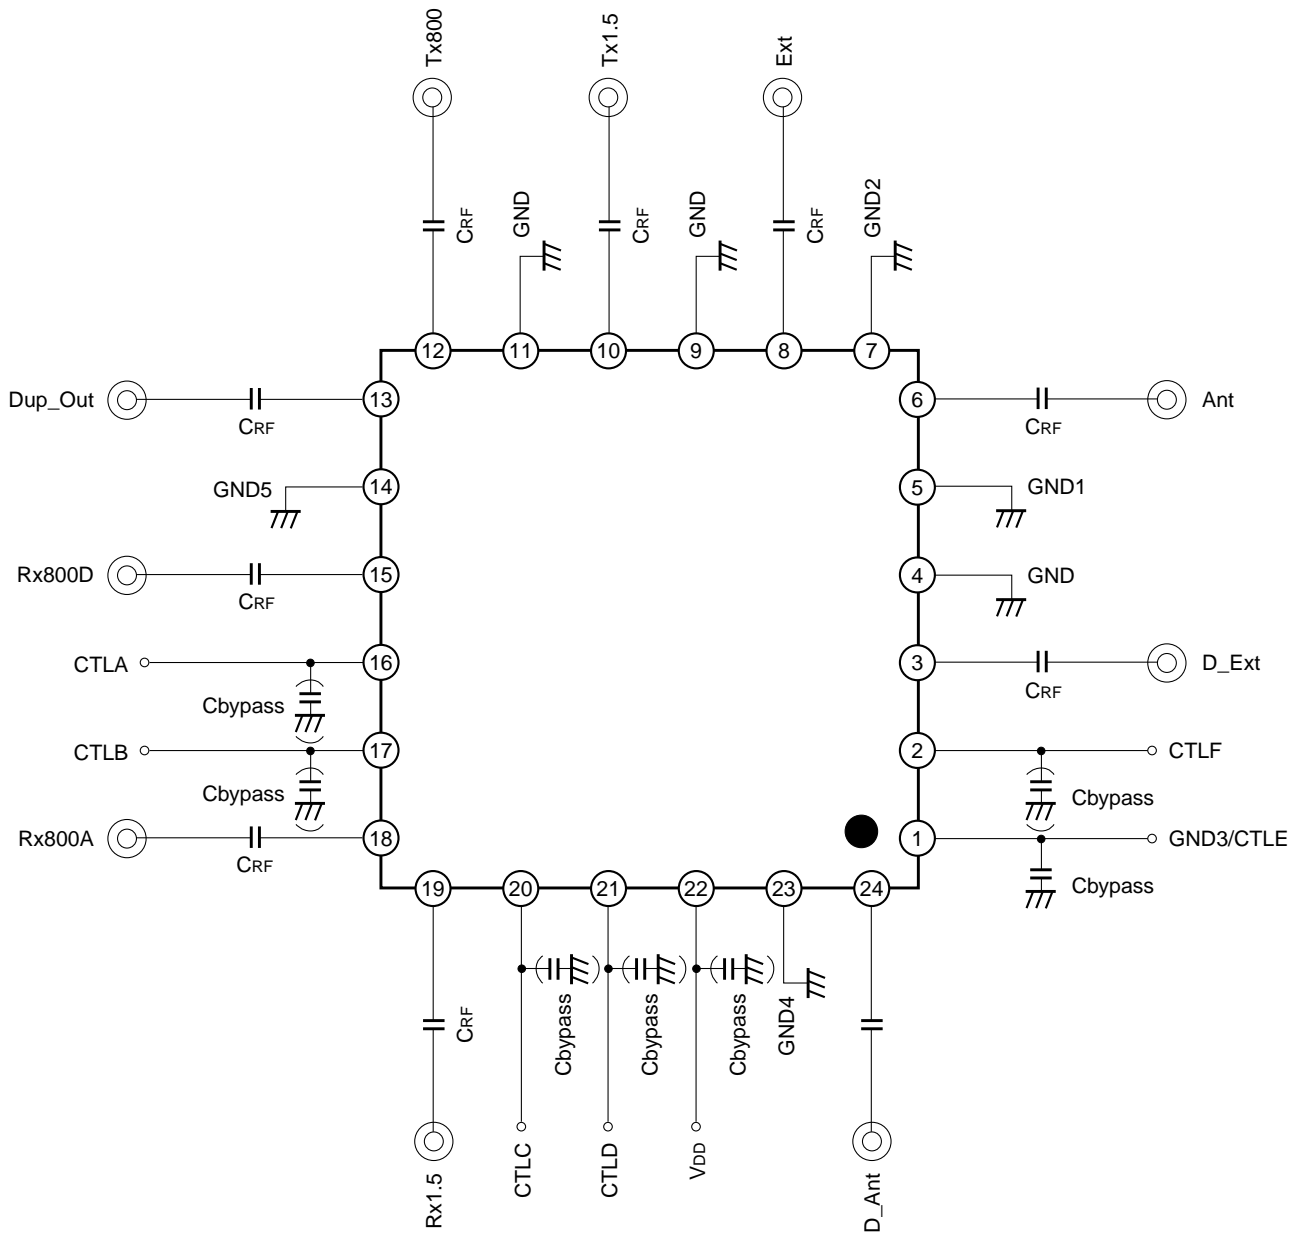 Tx800
Tx1.5
Ext
CRF
GND
CRF
GND
CRF
GND2
12
11
10
9
8
7
Dup_Out
CRF
13
6
CRF
Ant
GND5
14
5
GND1
Rx800D
CRF
15
4
GND
CTLA
Cbypass
16
3
CRF
D_Ext
CTLB
Cbypass
17
2
CTLF
Cbypass
Rx800A
CRF
18
1
GND3/CTLE
Cbypass
19
20
21
22
23
24
CRF
Cbypass
Cbypass
Cbypass
GND4
Rx1.5
CTLC
CTLD
VDD
D_Ant